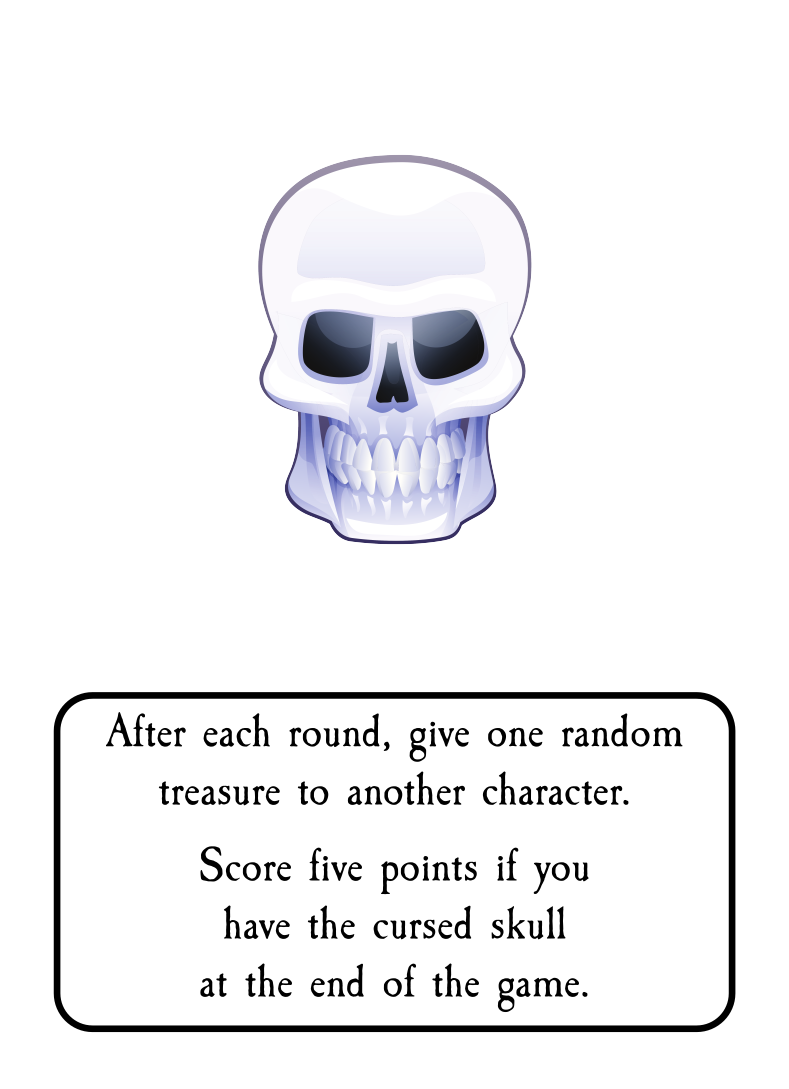 After each round, give one random
treasure to another character.
Score five points if you
have the cursed skull
at the end of the game.